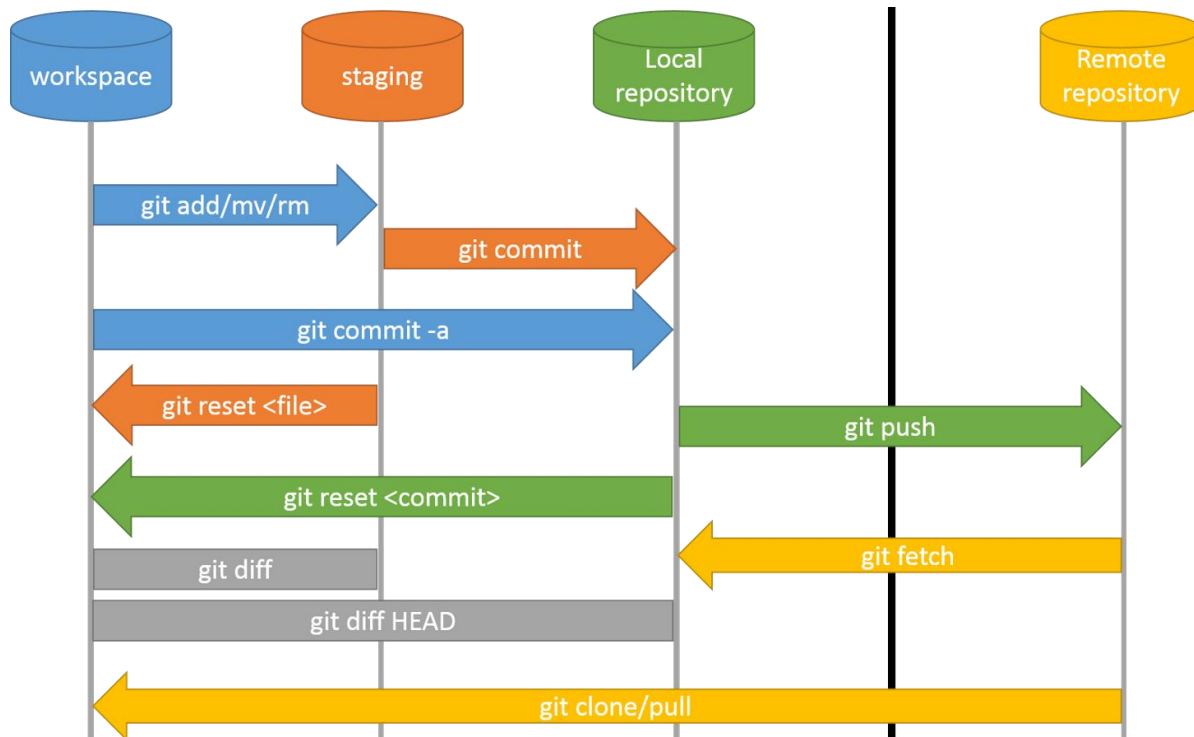 workspace
staging
Local
repository
Remote
repository
git add/mv/rm
git commit
git commit -a
git reset <file>
git push
git reset <commit>
git fetch
git diff
git diff HEAD
git clone/pull